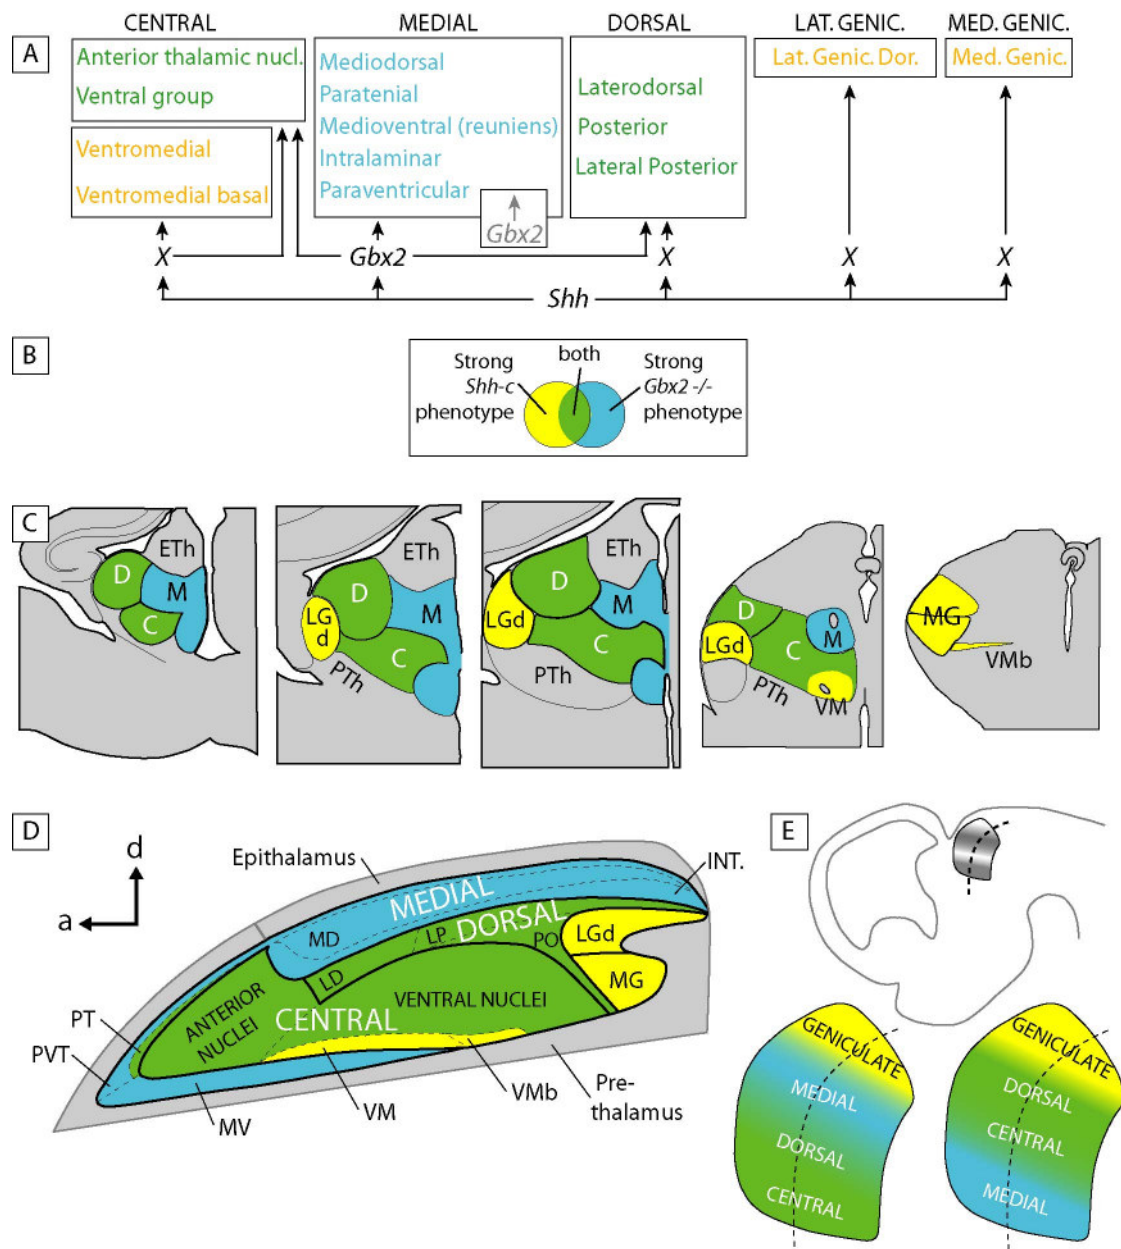 A
CENTRAL
MEDIAL
DORSAL
LAT. GENIC.
MED. GENIC.
Anterior thalamic nucl.
Ventral group
Ventromedial
Ventromedial basal
Mediodorsal
Paratenial
Medioventral (reuniens)
Intralaminar
Paraventricular
Gbx2
Laterodorsal
Posterior
Lateral Posterior
Lat. Genic. Dor.
Med. Genic.
X
Gbx2
X
X
X
Shh
B
Strong
Shh-c
phenotype
both
Strong
Gbx2 -/-
phenotype
C
ETh
D
M
C
ETh
D
LG
d
M
C
PTh
ETh
D
LGd
M
C
PTh
D
LGd
M
C
PTh
VM
MG
VMb
D
d
a
Epithalamus
INT.
MEDIAL
MD
LP
DORSAL
LD
PO
LGd
MG
ANTERIOR
NUCLEI
VENTRAL NUCLEI
CENTRAL
PT
PVT
MV
VM
VMb
Pre-
thalamus
E
GENICULATE
MEDIAL
DORSAL
CENTRAL
GENICULATE
DORSAL
CENTRAL
MEDIAL